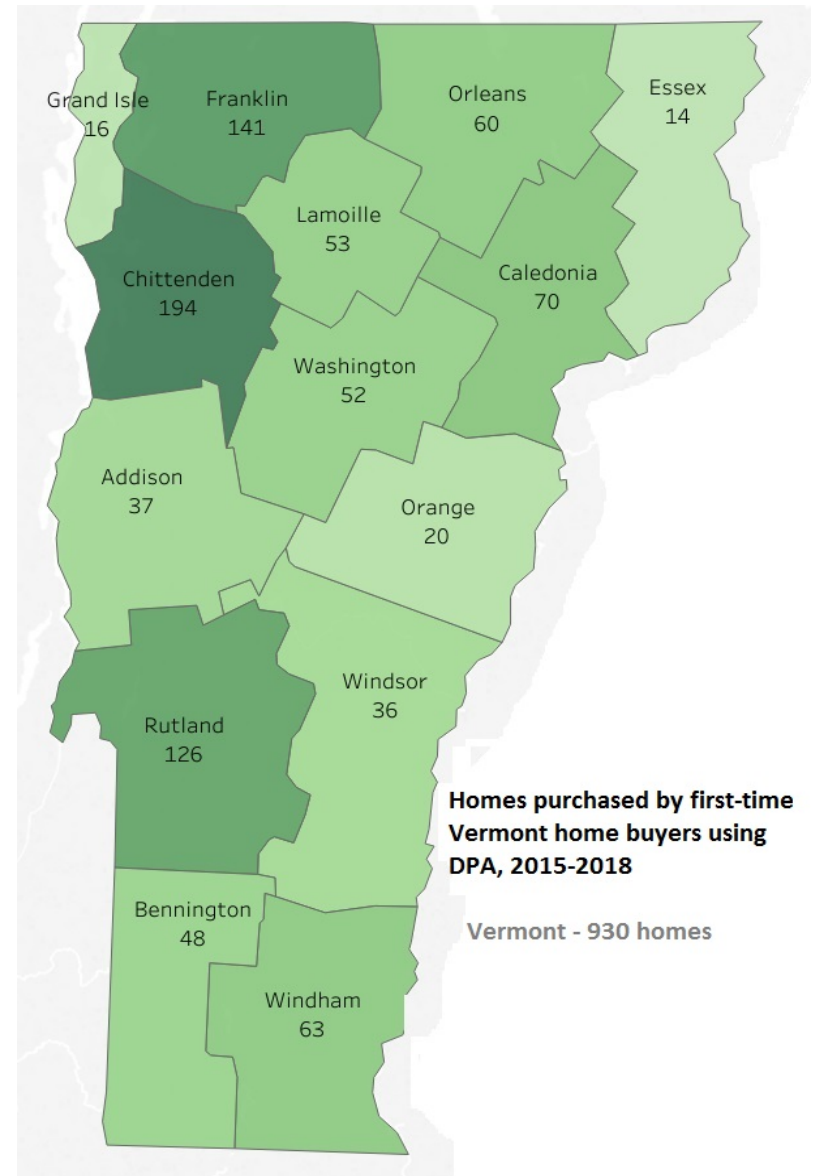 Grand Isle
16
Franklin
141
Orleans
60
Essex
14
Lamoille
53
Chittenden
194
Caledonia
70
Washington
52
Addison
37
Orange
20
Windsor
36
Rutland
126
Homes purchased by first-time
Vermont home buyers using
DPA, 2015-2018
Vermont - 930 homes
Bennington
48
Windham
63